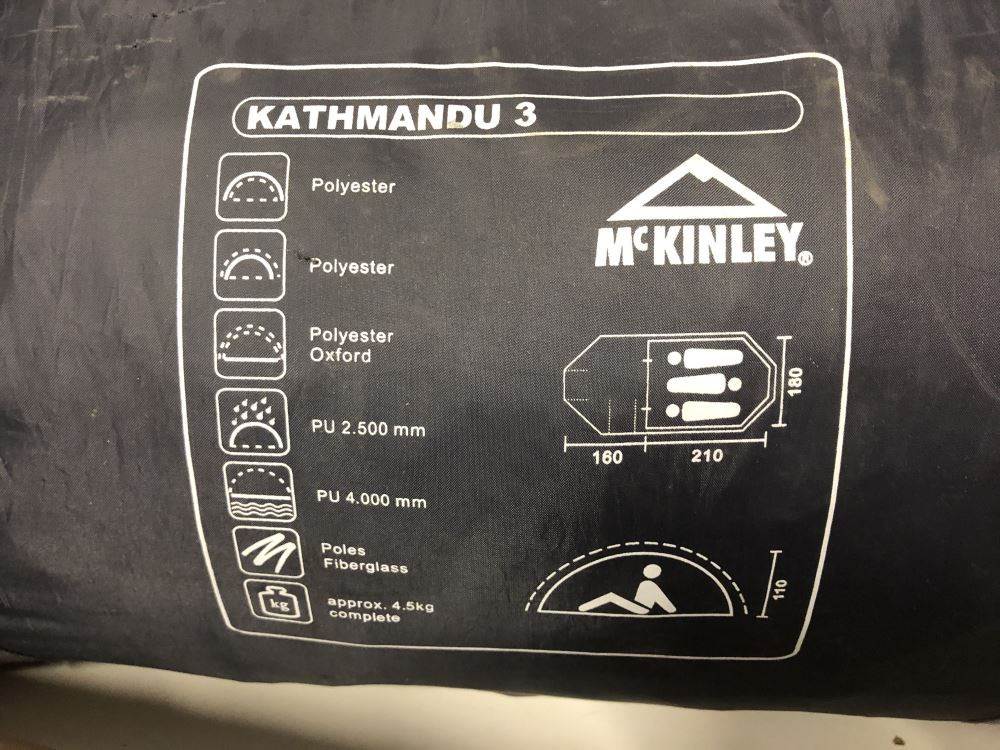 KATHMANDU 3
Polyester
McKINLEY®
Polyester
Polyester
Oxford
180
PU 2.500 mm
160 210
PU 4.000 mm
Poles
Fiberglass
110
kg
approx. 4.5kg
complete